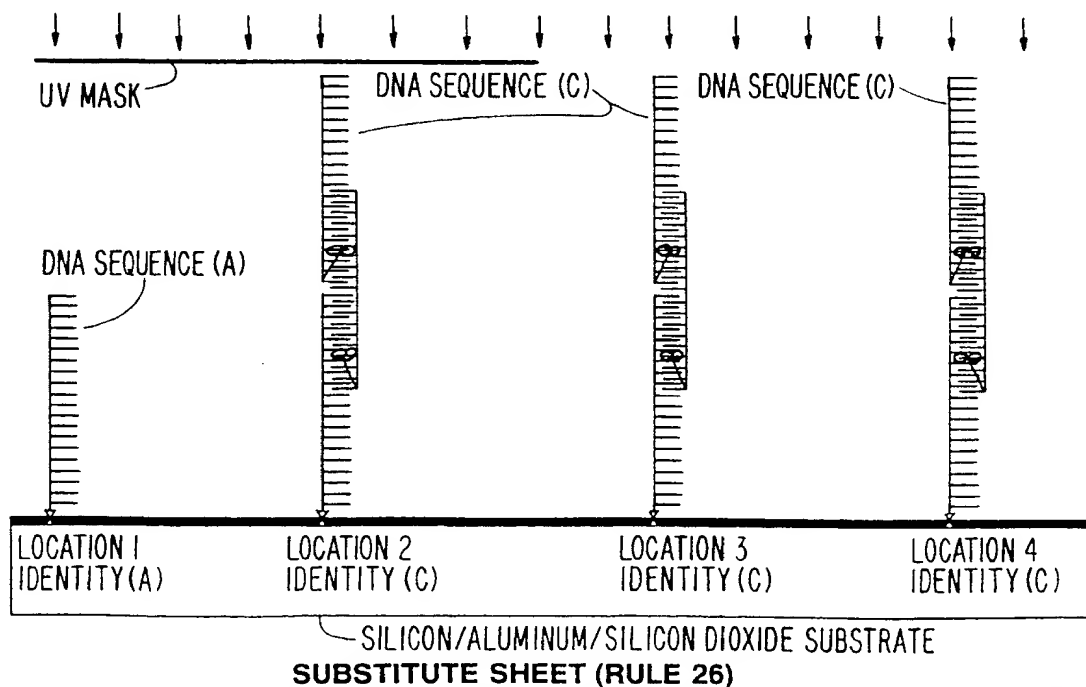 UV MASK
DNA SEQUENCE (C)
DNA SEQUENCE (C)
DNA SEQUENCE (A)
LOCATION 1
IDENTITY (A)
LOCATION 2
IDENTITY (C)
LOCATION 3
IDENTITY (C)
LOCATION 4
IDENTITY (C)
SILICON/ALUMINUM/SILICON DIOXIDE SUBSTRATE
SUBSTITUTE SHEET (RULE 26)